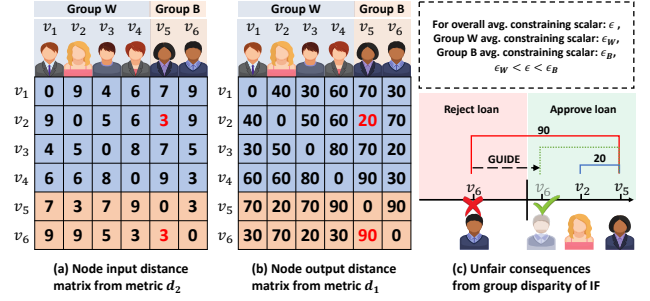 Group W Group B
v1 v2 v3 v4 v5 v6
v1 0 9 4 6 7 9
v2 9 0 5 6 3 9
v3 4 5 0 8 7 5
v4 6 6 8 0 9 3
v5 7 3 7 9 0 3
v6 9 9 5 3 3 0
(a) Node input distance
matrix from metric d2
Group W Group B
v1 v2 v3 v4 v5 v6
v1 0 40 30 60 70 30
v2 40 0 50 60 20 70
v3 30 50 0 80 70 20
v4 60 60 80 0 90 30
v5 70 20 70 90 0 90
v6 30 70 20 30 90 0
(b) Node output distance
matrix from metric d1
For overall avg. constraining scalar: ϵ ,
Group W avg. constraining scalar: ϵW,
Group B avg. constraining scalar: ϵB,
ϵW < ϵ < ϵB
Reject loan Approve loan
90
GUIDE 20
v6 v6 v2 v5
(c) Unfair consequences
from group disparity of IF